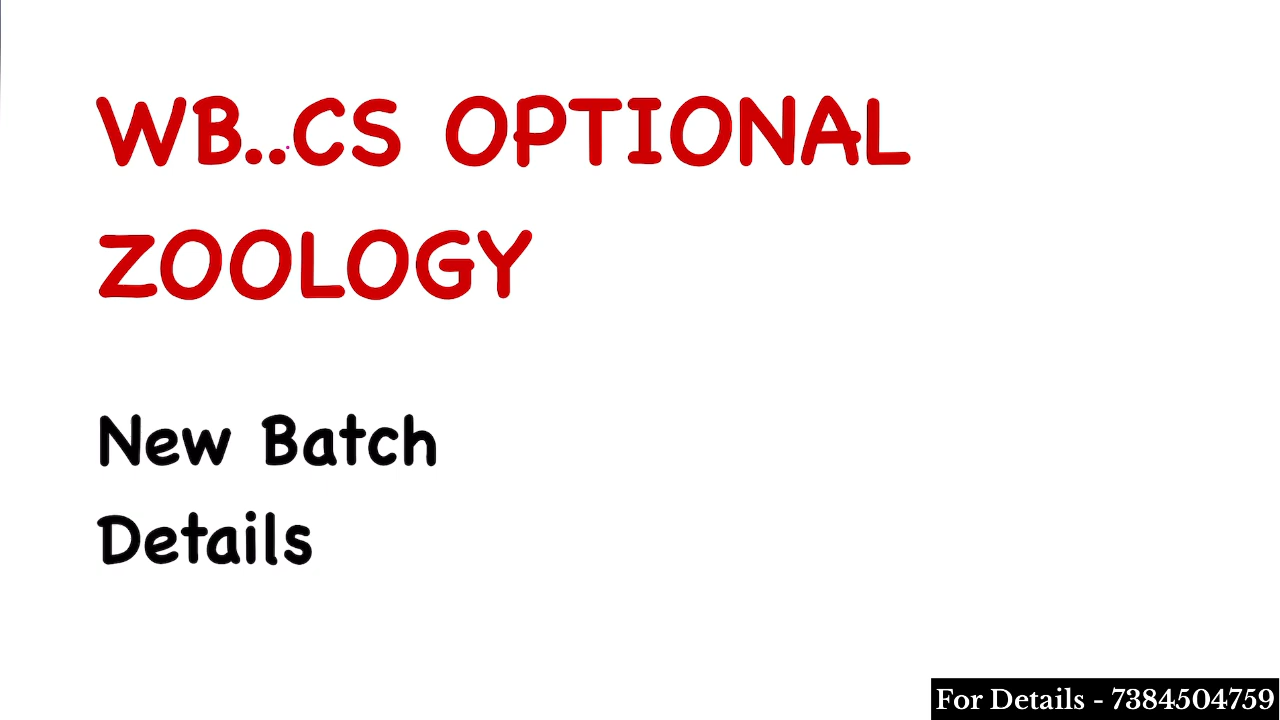 WB..CS OPTIONAL
ZOOLOGY
New Batch
Details
For Details - 7384504759